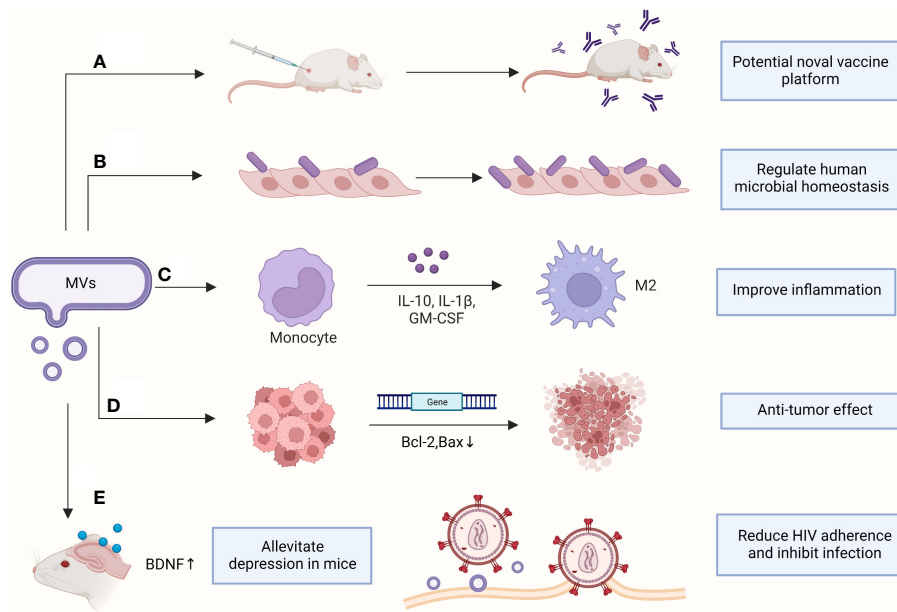 A
Potential noval vaccine
platform
B
Regulate human
microbial homeostasis
MVs
C
Monocyte
IL-10, IL-1β,
GM-CSF
M2
Improve inflammation
D
Gene
Bcl-2,Bax↓
Anti-tumor effect
E
BDNF↑
Allevitate
depression in mice
Reduce HIV adherence
and inhibit infection